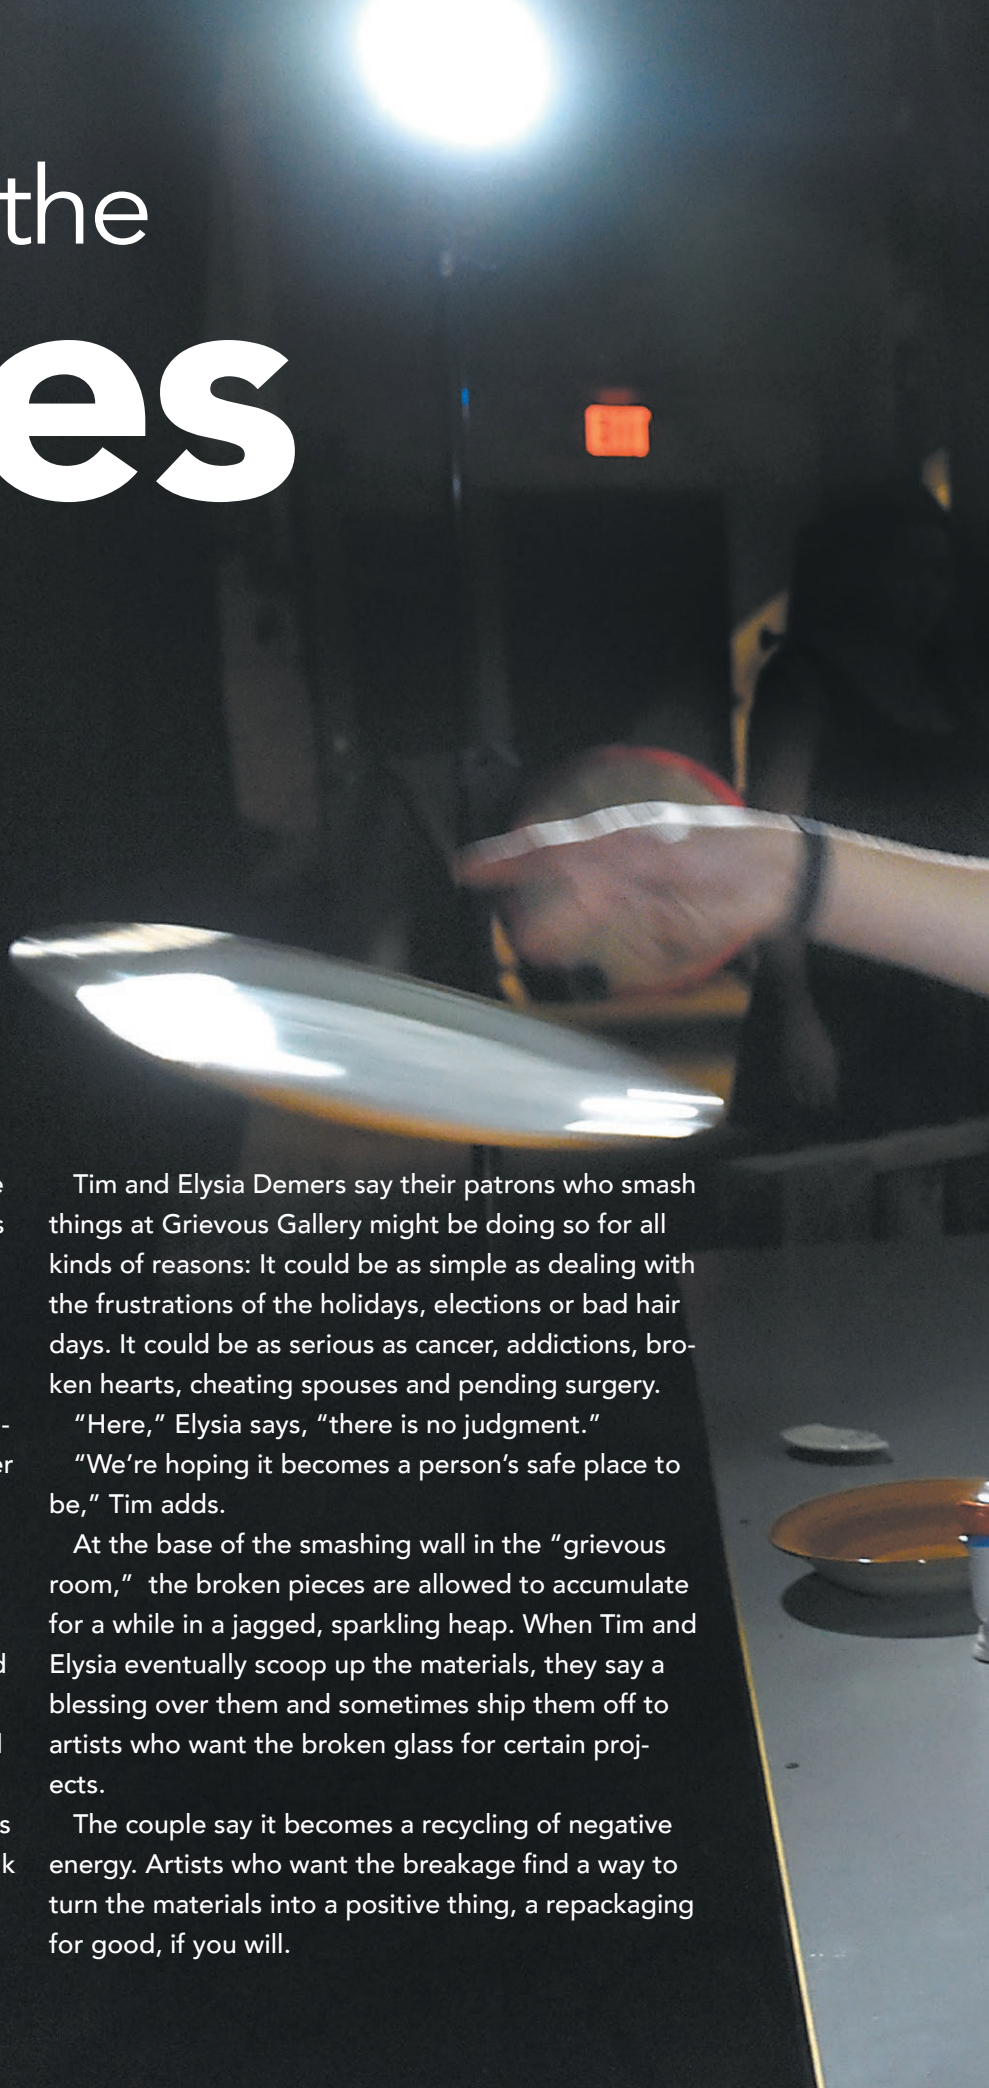 the
es
Tim and Elysia Demers say their patrons who smash
things at Grievous Gallery might be doing so for all
kinds of reasons: It could be as simple as dealing with
the frustrations of the holidays, elections or bad hair
days. It could be as serious as cancer, addictions, bro-
ken hearts, cheating spouses and pending surgery.
“Here,” Elysia says, “there is no judgment.”
“We’re hoping it becomes a person’s safe place to
be,” Tim adds.
At the base of the smashing wall in the “grievous
room,”  the broken pieces are allowed to accumulate
for a while in a jagged, sparkling heap. When Tim and
Elysia eventually scoop up the materials, they say a
blessing over them and sometimes ship them off to
artists who want the broken glass for certain proj-
ects.
The couple say it becomes a recycling of negative
energy. Artists who want the breakage find a way to
turn the materials into a positive thing, a repackaging
for good, if you will.